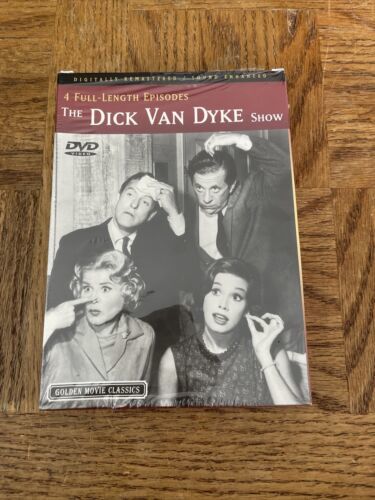 DIGITALLY REMASTERED / SOUND ENHANCED
4 FULL-LENGTH EPISODES
THE DICK VAN DYKE SHOW
DVD
VIDEO
GOLDEN MOVIE CLASSICS